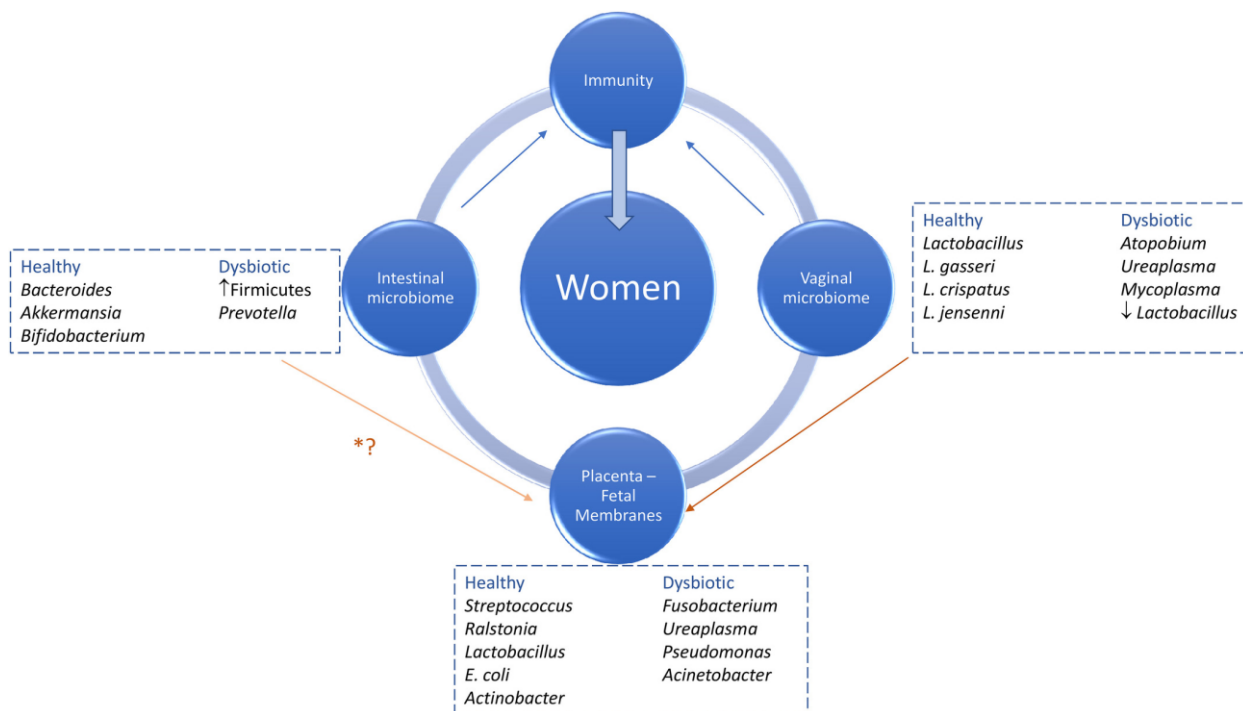 Immunity
Women
Intestinal
microbiome
Vaginal
microbiome
Placenta –
Fetal
Membranes
Healthy
Bacteroides
Akkermansia
Bifidobacterium
Dysbiotic
↑Firmicutes
Prevotella
Healthy
Lactobacillus
L. gasseri
L. crispatus
L. jensenni
Dysbiotic
Atopobium
Ureaplasma
Mycoplasma
↓ Lactobacillus
*?
Healthy
Streptococcus
Ralstonia
Lactobacillus
E. coli
Actinobacter
Dysbiotic
Fusobacterium
Ureaplasma
Pseudomonas
Acinetobacter